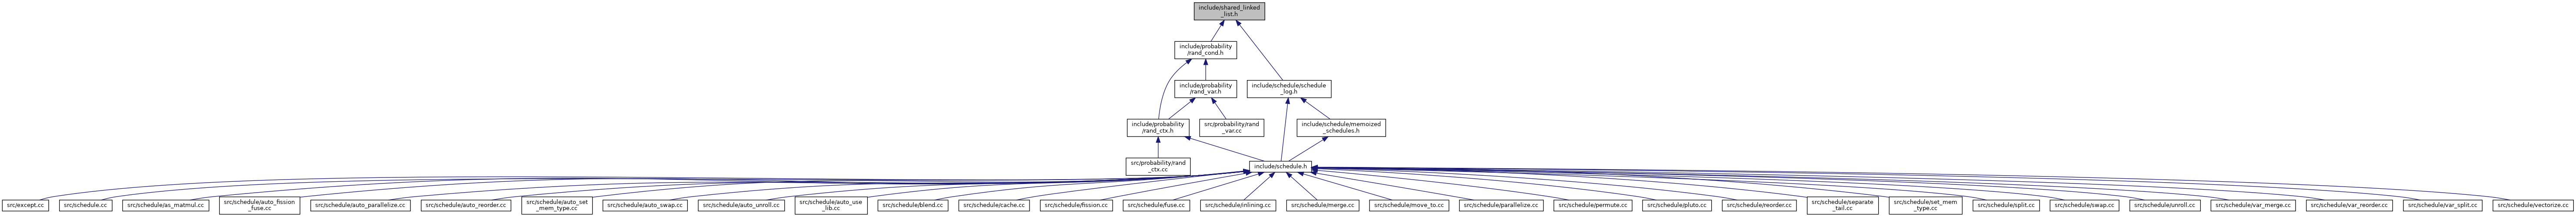 include/shared_linked
_list.h
include/probability
/rand_cond.h
include/probability
/rand_var.h
include/schedule/schedule
_log.h
include/probability
/rand_ctx.h
src/probability/rand
_var.cc
include/schedule/memoized
_schedules.h
src/probability/rand
_ctx.cc
include/schedule.h
src/except.cc
src/schedule.cc
src/schedule/as_matmul.cc
src/schedule/auto_fission
_fuse.cc
src/schedule/auto_parallelize.cc
src/schedule/auto_reorder.cc
src/schedule/auto_set
_mem_type.cc
src/schedule/auto_swap.cc
src/schedule/auto_unroll.cc
src/schedule/auto_use
_lib.cc
src/schedule/blend.cc
src/schedule/cache.cc
src/schedule/fission.cc
src/schedule/fuse.cc
src/schedule/inlining.cc
src/schedule/merge.cc
src/schedule/move_to.cc
src/schedule/parallelize.cc
src/schedule/permute.cc
src/schedule/pluto.cc
src/schedule/reorder.cc
src/schedule/separate
_tail.cc
src/schedule/set_mem
_type.cc
src/schedule/split.cc
src/schedule/swap.cc
src/schedule/unroll.cc
src/schedule/var_merge.cc
src/schedule/var_reorder.cc
src/schedule/var_split.cc
src/schedule/vectorize.cc